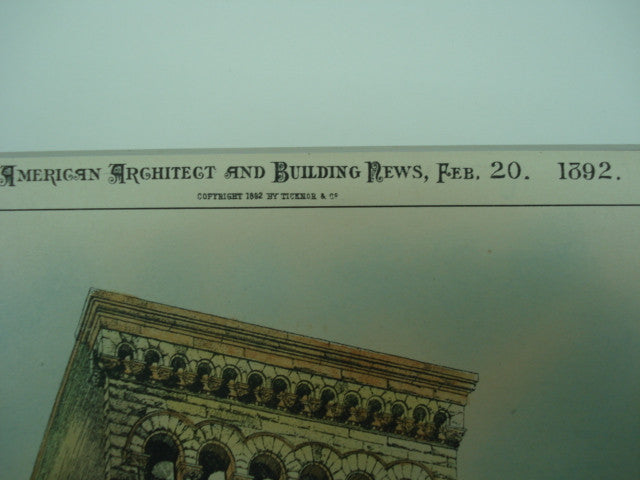 American Architect and Building News, Feb. 20. 1892.
COPYRIGHT 1892 BY TICKNOR & Co